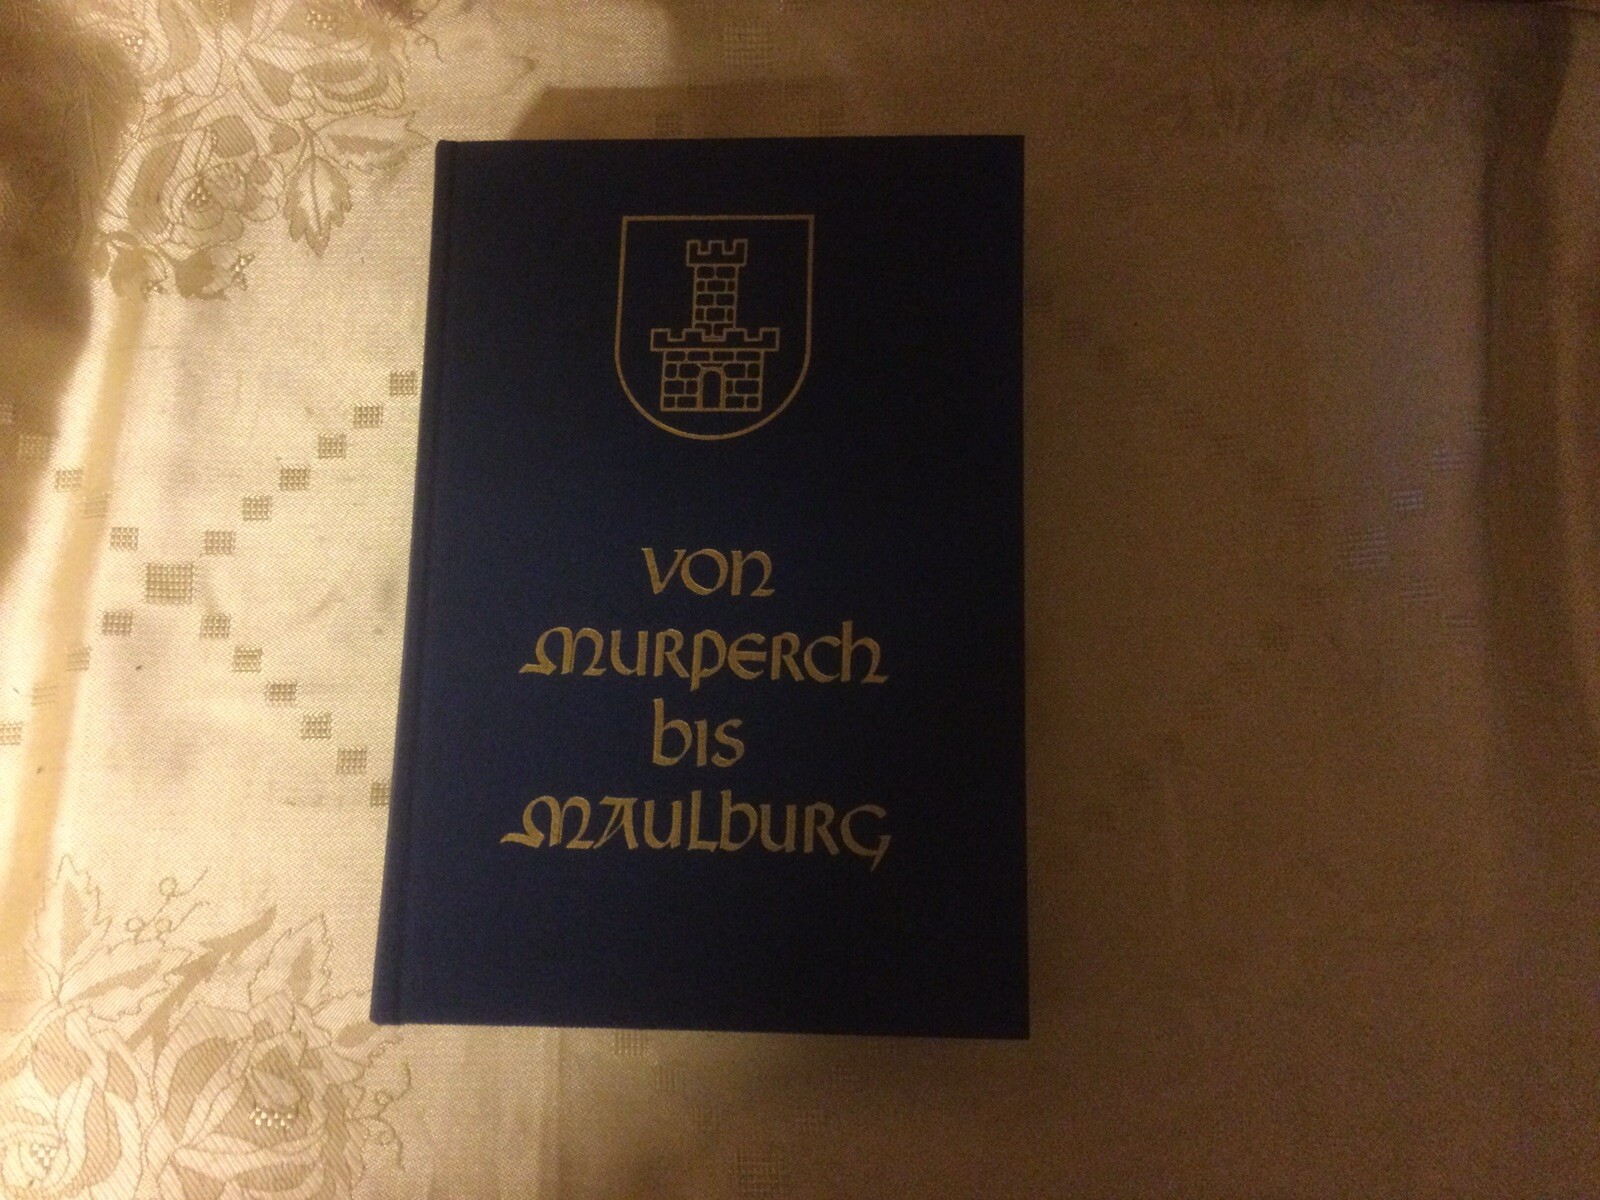 von
Murperch
bis
Maulburg